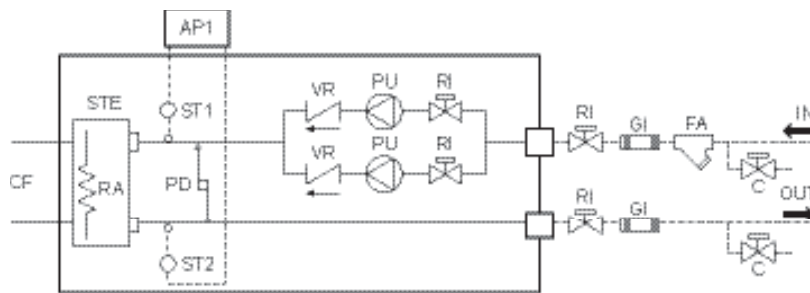 AP1
VR PU RI
STE ST1 RI GI FA IN
VR PU RI
CF RA PD C
RI GI OUT
ST2 C